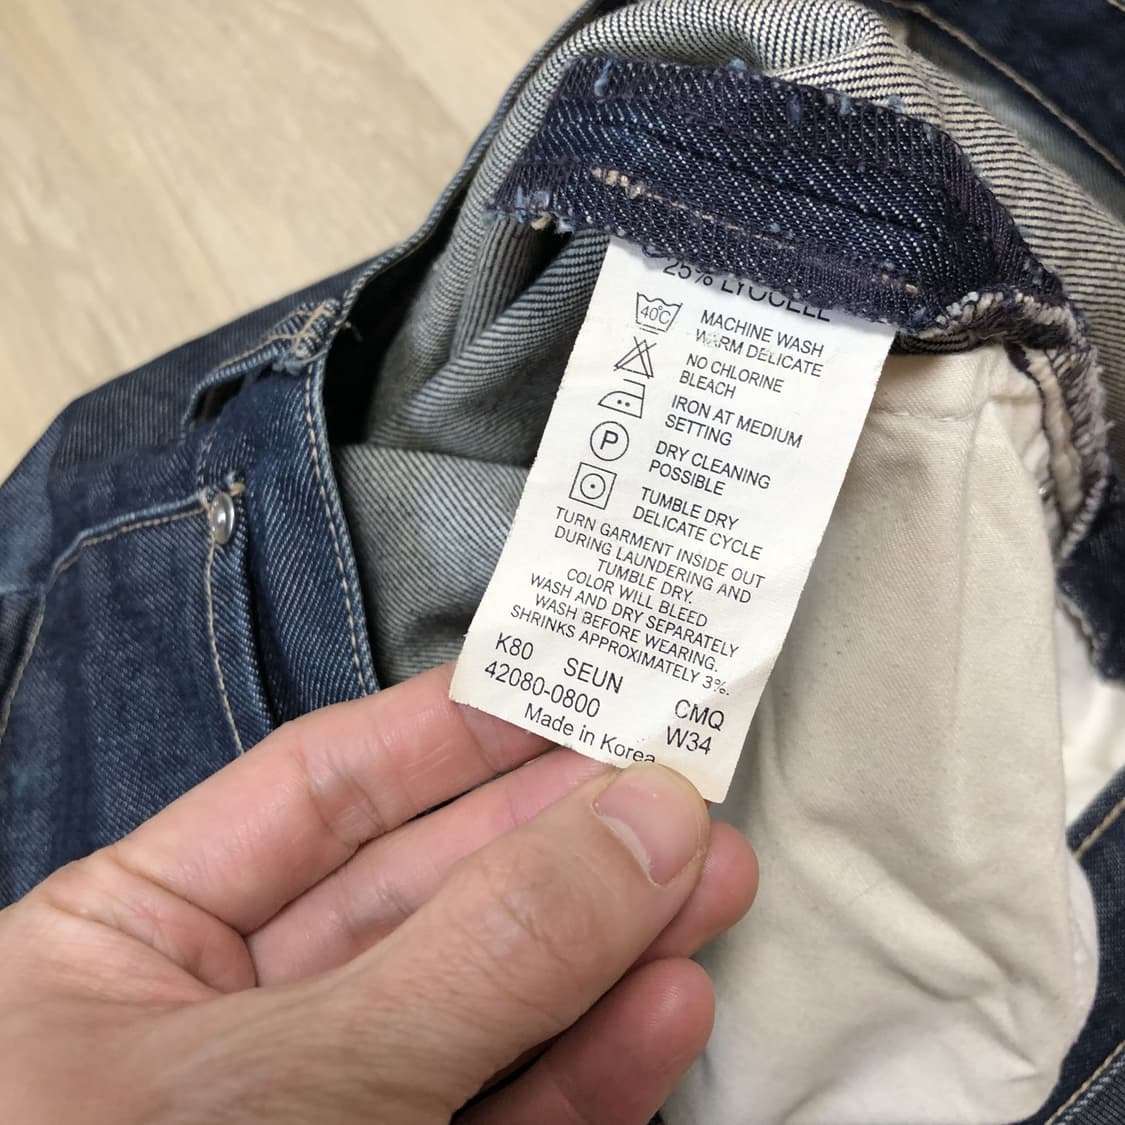 25% LYOCELL
40°C
MACHINE WASH
WARM DELICATE
NO CHLORINE
BLEACH
IRON AT MEDIUM
SETTING
P
DRY CLEANING
POSSIBLE
TUMBLE DRY
DELICATE CYCLE
TURN GARMENT INSIDE OUT
DURING LAUNDERING AND
TUMBLE DRY.
COLOR WILL BLEED
WASH AND DRY SEPARATELY
WASH BEFORE WEARING.
SHRINKS APPROXIMATELY 3%.
K80 SEUN CMQ
42080-0800 W34
Made in Korea